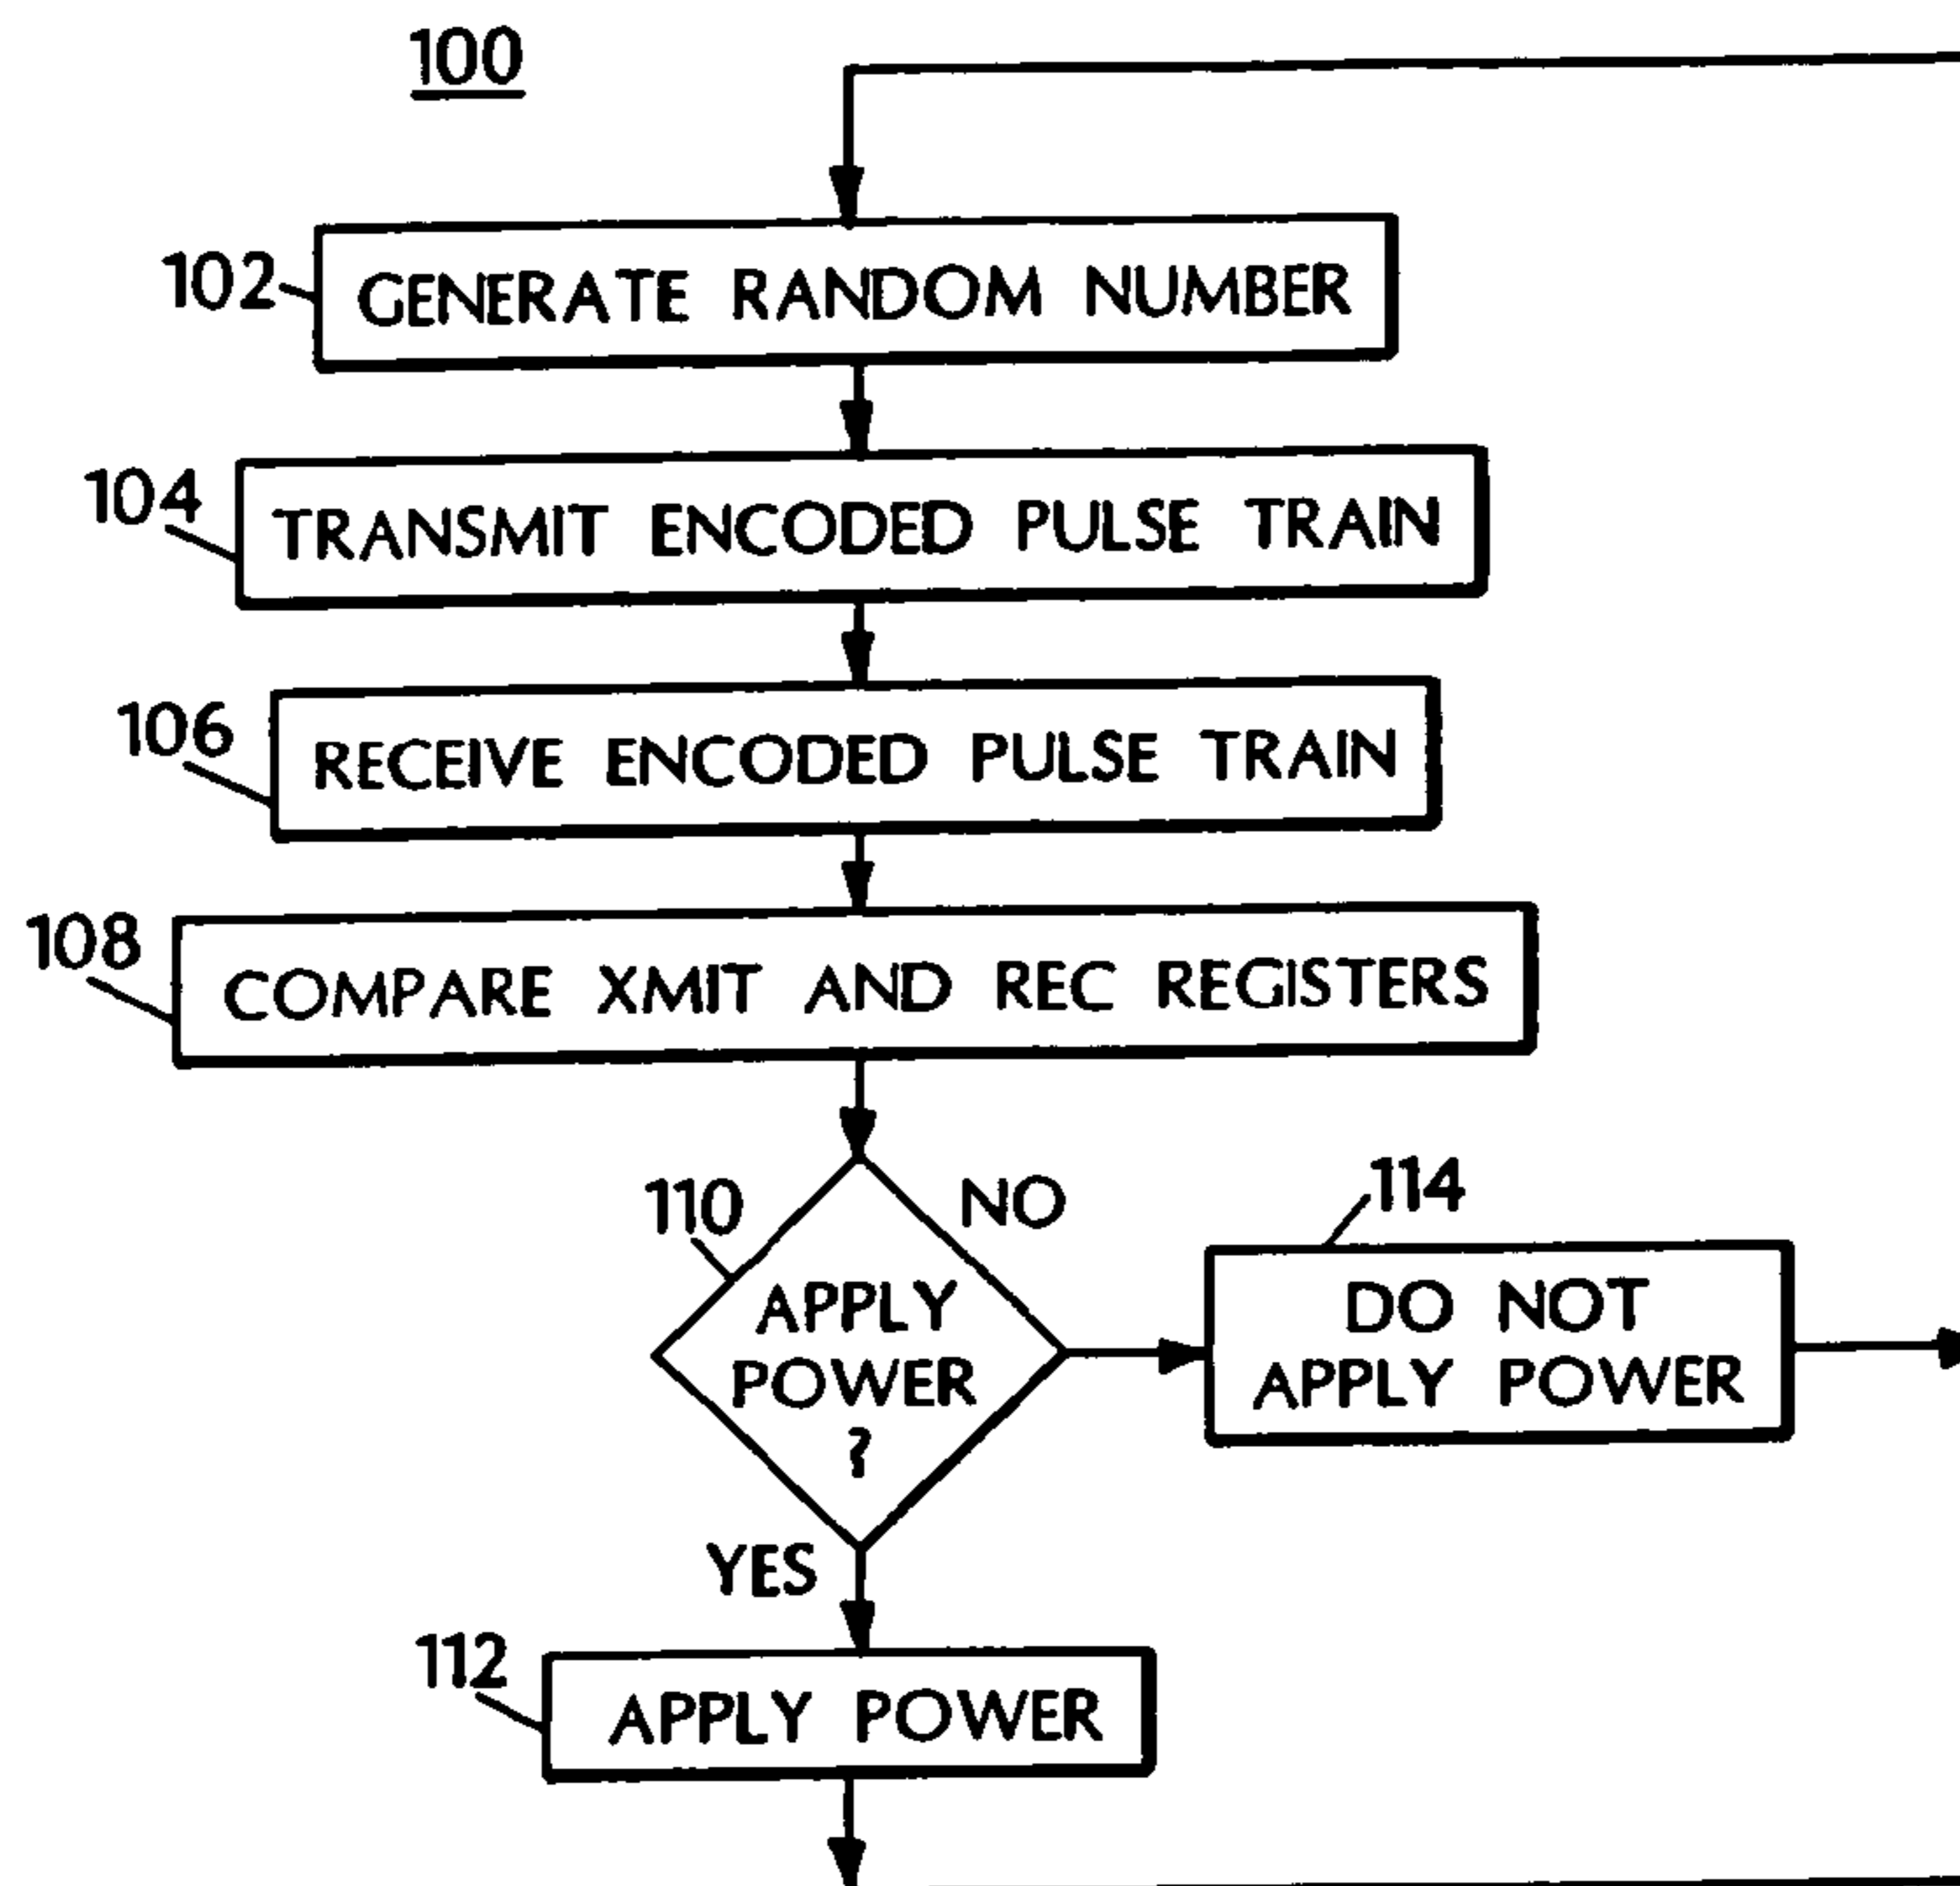 100
102
GENERATE RANDOM NUMBER
104
TRANSMIT ENCODED PULSE TRAIN
106
RECEIVE ENCODED PULSE TRAIN
108
COMPARE XMIT AND REC REGISTERS
110
NO
114
APPLY
POWER
?
DO NOT
APPLY POWER
YES
112
APPLY POWER